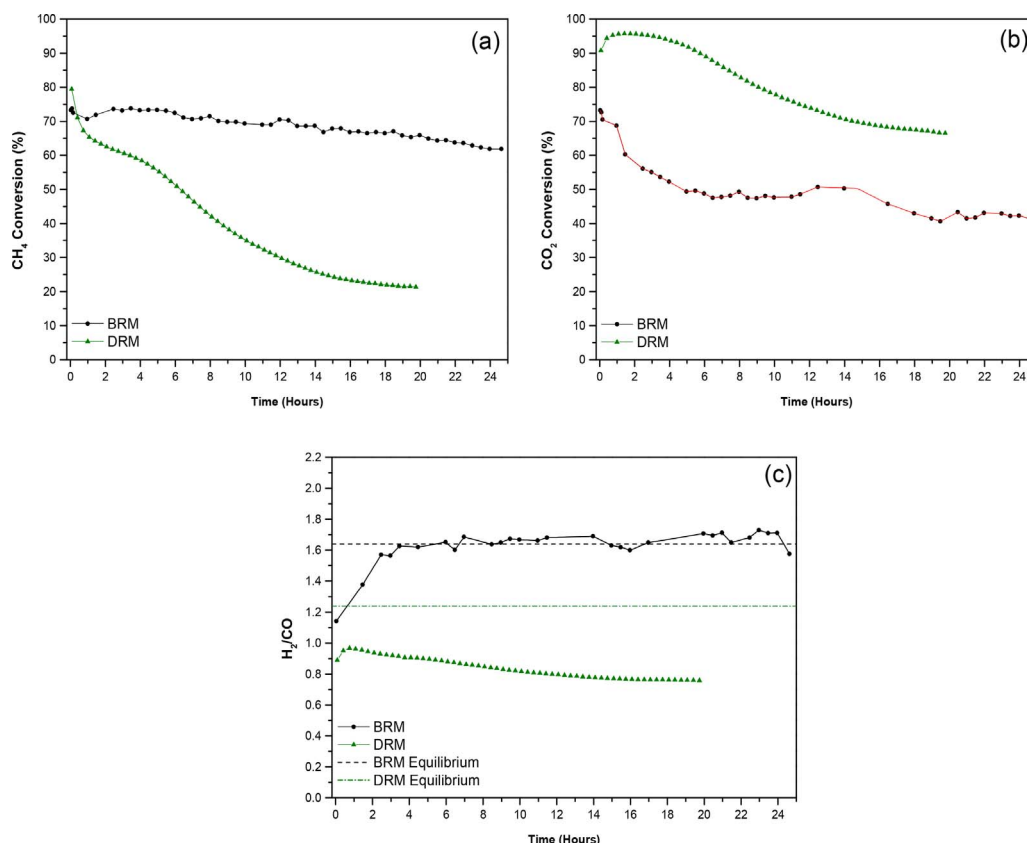 (a)
CH₄ Conversion (%)
100
90
80
70
60
50
40
30
20
10
0
BRM
DRM
0 2 4 6 8 10 12 14 16 18 20 22 24
Time (Hours)
(b)
CO₂ Conversion (%)
100
90
80
70
60
50
40
30
20
10
0
BRM
DRM
0 2 4 6 8 10 12 14 16 18 20 22 24
Time (Hours)
(c)
H₂/CO
2.2
2.0
1.8
1.6
1.4
1.2
1.0
0.8
0.6
0.4
0.2
0.0
BRM
DRM
BRM Equilibrium
DRM Equilibrium
0 2 4 6 8 10 12 14 16 18 20 22 24
Time (Hours)